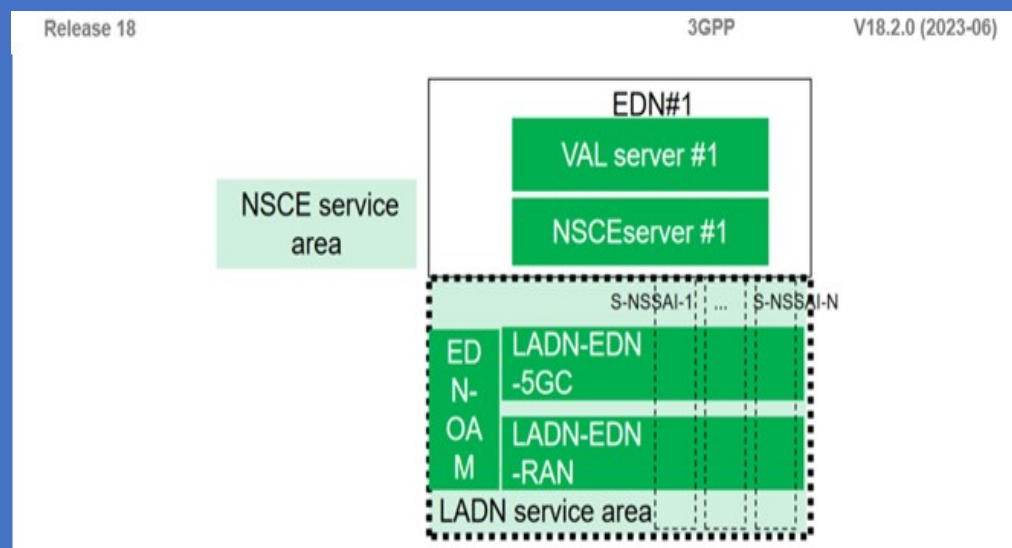 Release 18 3GPP V18.2.0 (2023-06)
EDN#1
VAL server #1
NSCE service
area
NSCEserver #1
S-NSSAI-1 ... S-NSSAI-N
ED
N-
OA
M
LADN-EDN
-5GC
LADN-EDN
-RAN
LADN service area